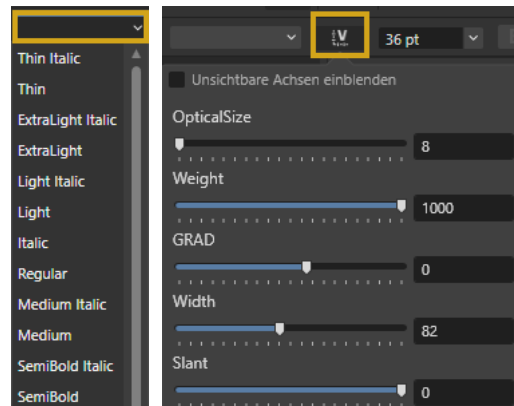 Thin Italic
Thin
ExtraLight Italic
ExtraLight
Light Italic
Light
Italic
Regular
Medium Italic
Medium
SemiBold Italic
SemiBold
V
36 pt
Unsichtbare Achsen einblenden
OpticalSize
8
Weight
1000
GRAD
0
Width
82
Slant
0